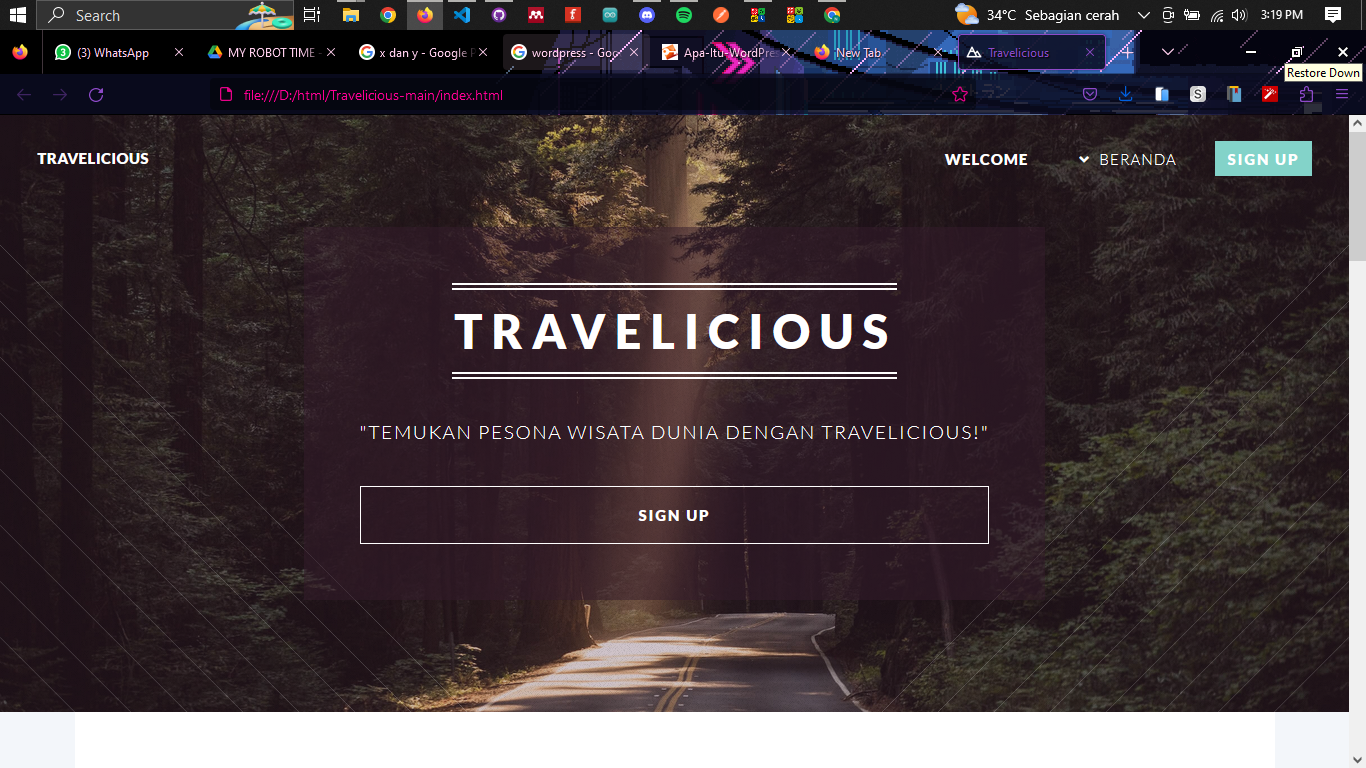 Search
34°C Sebagian cerah
3:19 PM
(3) WhatsApp
MY ROBOT TIME -
x dan y - Google
wordpress - Goo
Apa-Itu-WordPre
New Tab
Travelicious
Restore Down
file:///D:/html/Travelicious-main/index.html
TRAVELICIOUS
WELCOME
BERANDA
SIGN UP
TRAVELICIOUS
"TEMUKAN PESONA WISATA DUNIA DENGAN TRAVELICIOUS!"
SIGN UP